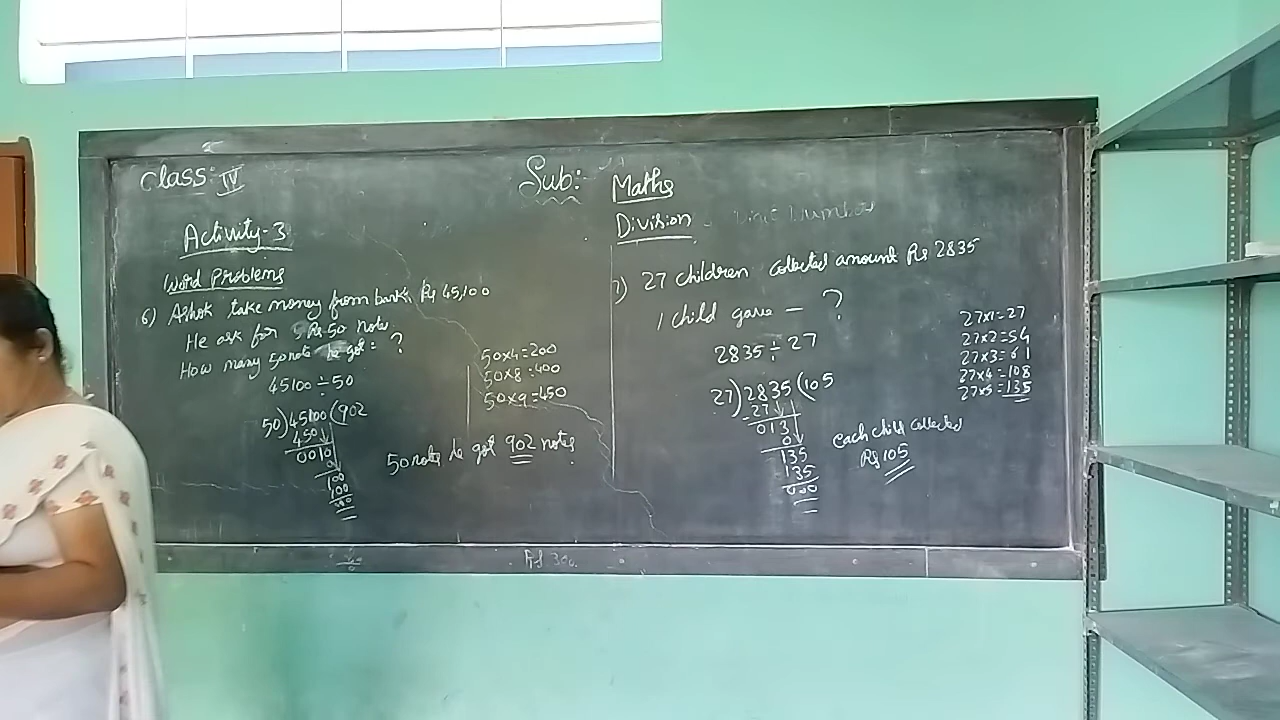 Class: IV
Sub:- Maths
Activity-3
Word Problems
6) Ashok take money from bank Rs 45,100
He ask for Rs 50 notes
How many 50 note he got = ?
45100 ÷ 50
50)45100(902
450
0010
0
100
100
000
50x4=200
50x8=400
50x9=450
50 notes he got 902 notes
Division
7) 27 children collected amount Rs 2835
1 child gave - ?
2835 ÷ 27
27)2835(105
-27
013
0
135
135
000
27x1=27
27x2=54
27x3=61
27x4=108
27x5=135
each child collected
Rs 105